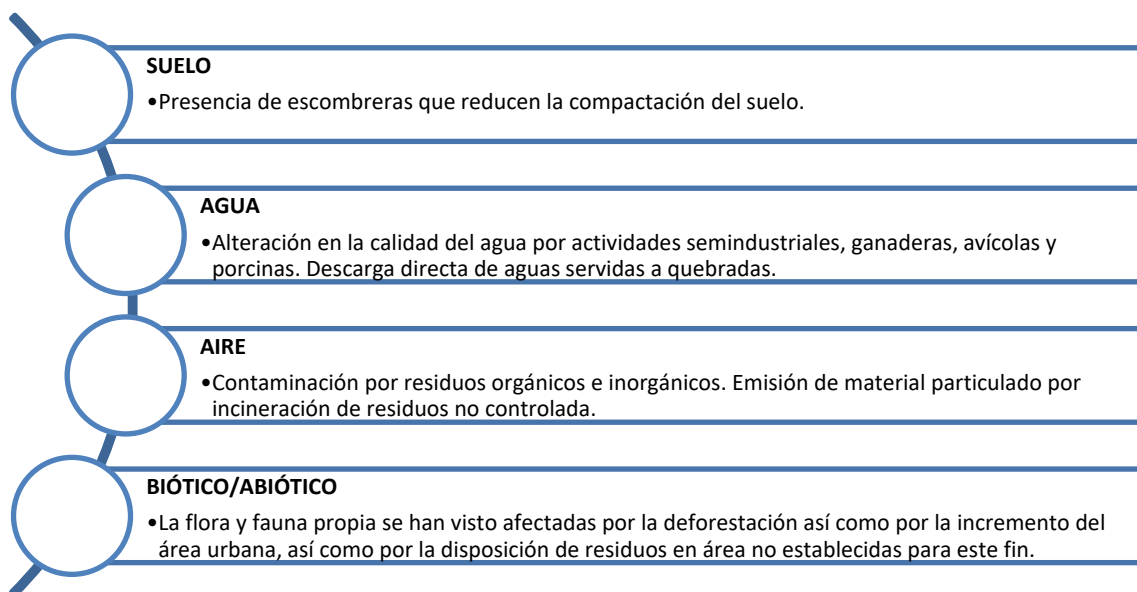 SUELO
•Presencia de escombreras que reducen la compactación del suelo.
AGUA
•Alteración en la calidad del agua por actividades semindustriales, ganaderas, avícolas y
porcinas. Descarga directa de aguas servidas a quebradas.
AIRE
•Contaminación por residuos orgánicos e inorgánicos. Emisión de material particulado por
incineración de residuos no controlada.
BIÓTICO/ABIÓTICO
•La flora y fauna propia se han visto afectadas por la deforestación así como por la incremento del
área urbana, así como por la disposición de residuos en área no establecidas para este fin.